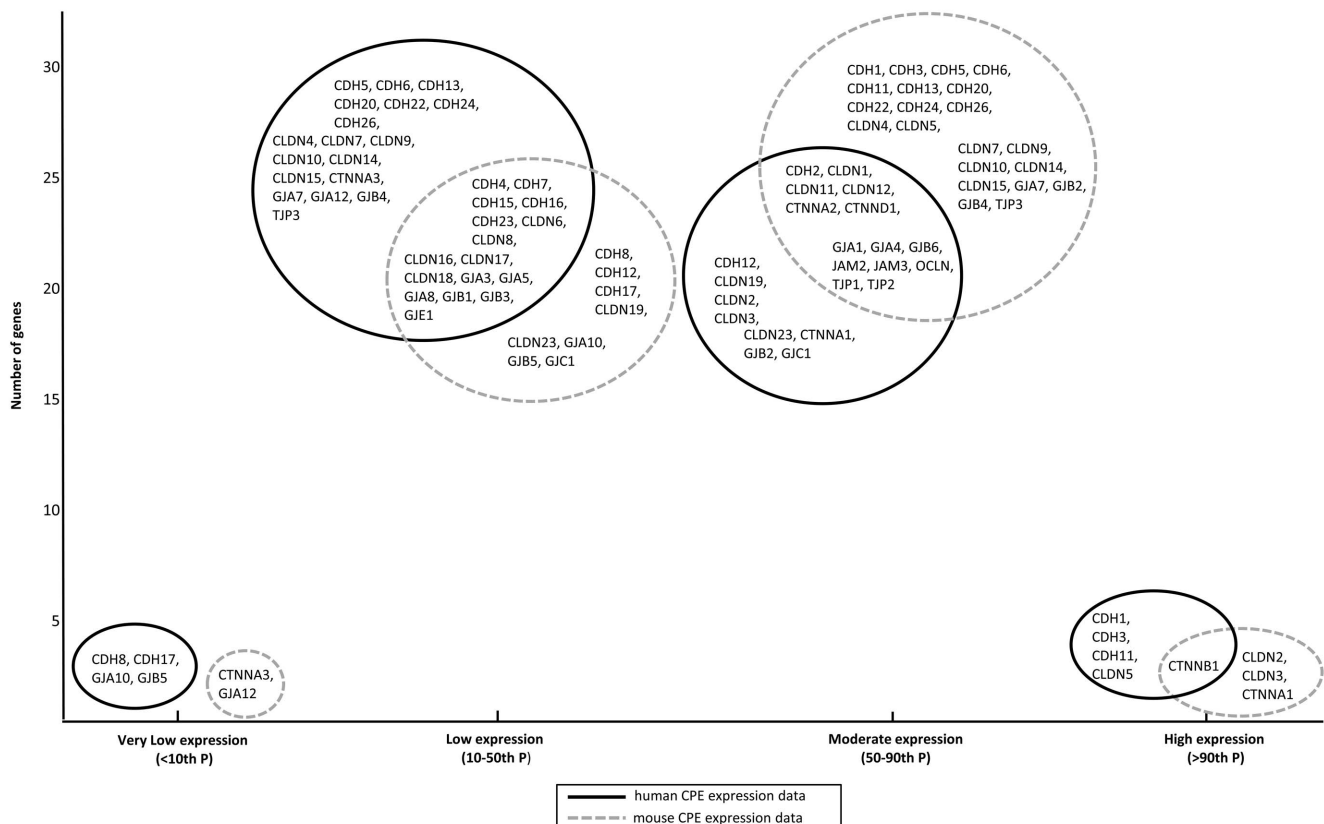 Number of genes
30
25
20
15
10
5
CDH5, CDH6, CDH13,
CDH20, CDH22, CDH24,
CDH26,
CLDN4, CLDN7, CLDN9,
CLDN10, CLDN14,
CLDN15, CTNNA3,
GJA7, GJA12, GJB4,
TJP3
CDH4, CDH7,
CDH15, CDH16,
CDH23, CLDN6,
CLDN8,
CLDN16, CLDN17,
CLDN18, GJA3, GJA5,
GJA8, GJB1, GJB3,
GJE1
CDH8,
CDH12,
CDH17,
CLDN19,
CLDN23, GJA10,
GJB5, GJC1
CDH1, CDH3, CDH5, CDH6,
CDH11, CDH13, CDH20,
CDH22, CDH24, CDH26,
CLDN4, CLDN5,
CLDN7, CLDN9,
CLDN10, CLDN14,
CLDN15, GJA7, GJB2,
GJB4, TJP3
CDH2, CLDN1,
CLDN11, CLDN12,
CTNNA2, CTNND1,
GJA1, GJA4, GJB6,
JAM2, JAM3, OCLN,
TJP1, TJP2
CDH12,
CLDN19,
CLDN2,
CLDN3,
CLDN23, CTNNA1,
GJB2, GJC1
CDH8, CDH17,
GJA10, GJB5
CTNNA3,
GJA12
CDH1,
CDH3,
CDH11,
CLDN5
CTNNB1
CLDN2,
CLDN3,
CTNNA1
Very Low expression
(<10th P)
Low expression
(10-50th P)
Moderate expression
(50-90th P)
High expression
(>90th P)
human CPE expression data
mouse CPE expression data